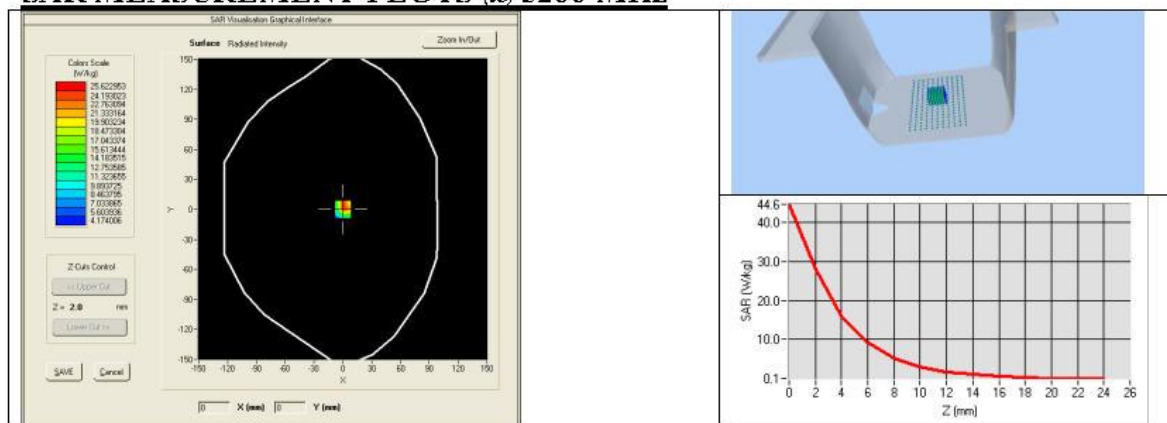 SAR MEASUREMENT PLOTS @ 5200 MHz
SAR Visualisation Graphical Interface
Surface Radiated Intensity
Zoom In/Out
Colors Scale
(W/kg)
25.622953
24.193023
22.763094
21.333164
19.903234
18.473304
17.043374
15.613444
14.183515
12.753585
11.323655
9.893725
8.463795
7.033865
5.603936
4.174006
Z-Cuts Control
<< Upper Cut
Z = 2.0 mm
Lower Cut >>
SAVE Cancel
150
120
90
60
30
Y 0
-30
-60
-90
-120
-150
-150 -120 -90 -60 -30 0 30 60 90 120 150
X
0 X (mm) 0 Y (mm)
44.6
40.0
30.0
20.0
10.0
0.1
SAR (W/kg)
0 2 4 6 8 10 12 14 16 18 20 22 24 26
Z (mm)